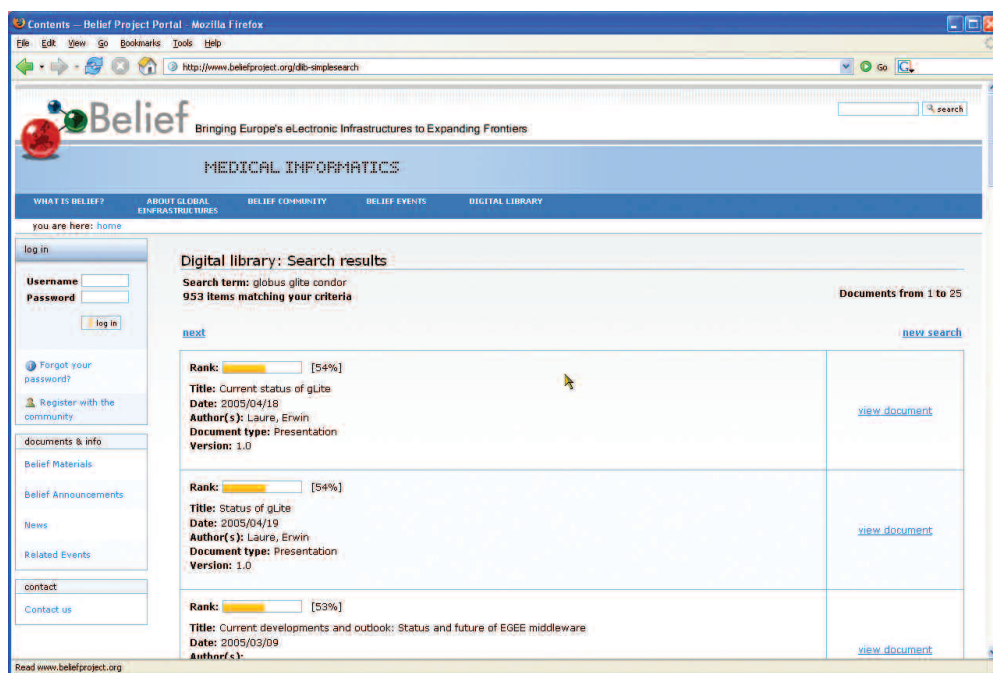 Contents — Belief Project Portal - Mozilla Firefox
File Edit View Go Bookmarks Tools Help
http://www.beliefproject.org/dlib-simplesearch
Go
G
Belief Bringing Europe's eLectronic Infrastructures to Expanding Frontiers
search
MEDICAL INFORMATICS
WHAT IS BELIEF? ABOUT GLOBAL EINFRASTRUCTURES BELIEF COMMUNITY BELIEF EVENTS DIGITAL LIBRARY
you are here: home
log in
Username
Password
log in
Forgot your
password?
Register with the
community
documents & info
Belief Materials
Belief Announcements
News
Related Events
contact
Contact us
Digital library: Search results
Search term: globus glite condor
953 items matching your criteria
Documents from 1 to 25
next
new search
Rank: [54%]
Title: Current status of gLite
Date: 2005/04/18
Author(s): Laure, Erwin
Document type: Presentation
Version: 1.0
view document
Rank: [54%]
Title: Status of gLite
Date: 2005/04/19
Author(s): Laure, Erwin
Document type: Presentation
Version: 1.0
view document
Rank: [53%]
Title: Current developments and outlook: Status and future of EGEE middleware
Date: 2005/03/09
Author(s):
view document
Read www.beliefproject.org